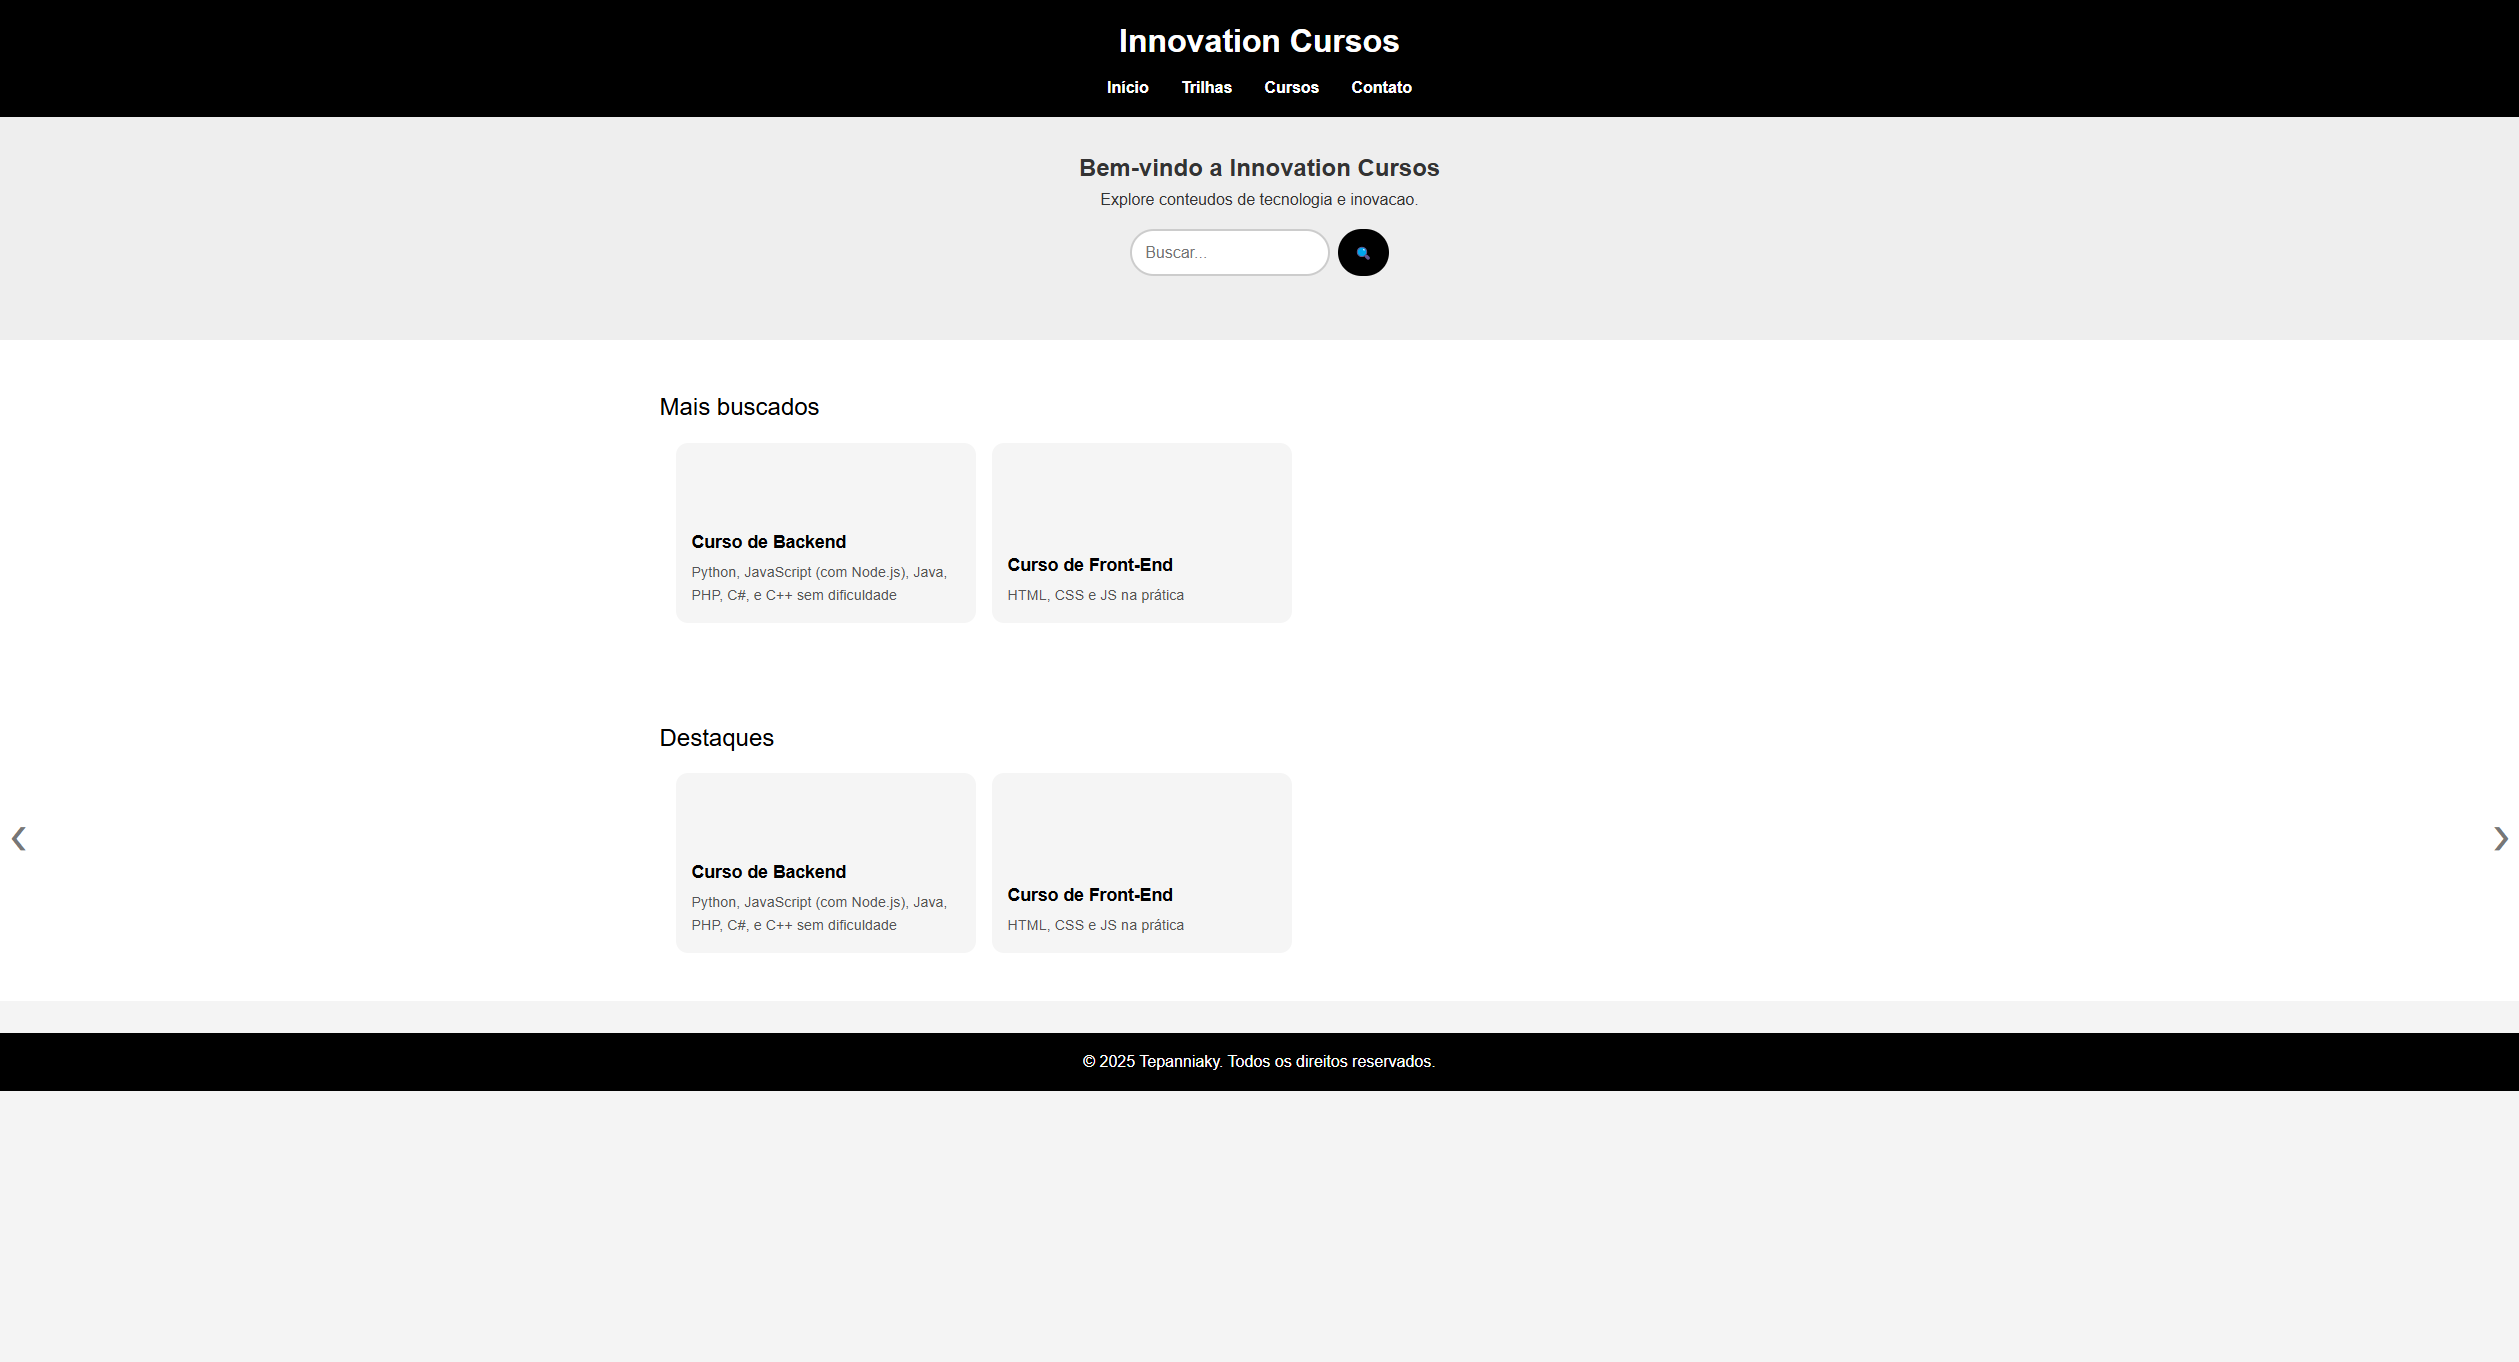 Innovation Cursos
Início Trilhas Cursos Contato
Bem-vindo a Innovation Cursos
Explore conteudos de tecnologia e inovacao.
Buscar...
Mais buscados
Curso de Backend
Python, JavaScript (com Node.js), Java,
PHP, C#, e C++ sem dificuldade
Curso de Front-End
HTML, CSS e JS na prática
Destaques
❮
❯
Curso de Backend
Python, JavaScript (com Node.js), Java,
PHP, C#, e C++ sem dificuldade
Curso de Front-End
HTML, CSS e JS na prática
© 2025 Tepanniaky. Todos os direitos reservados.